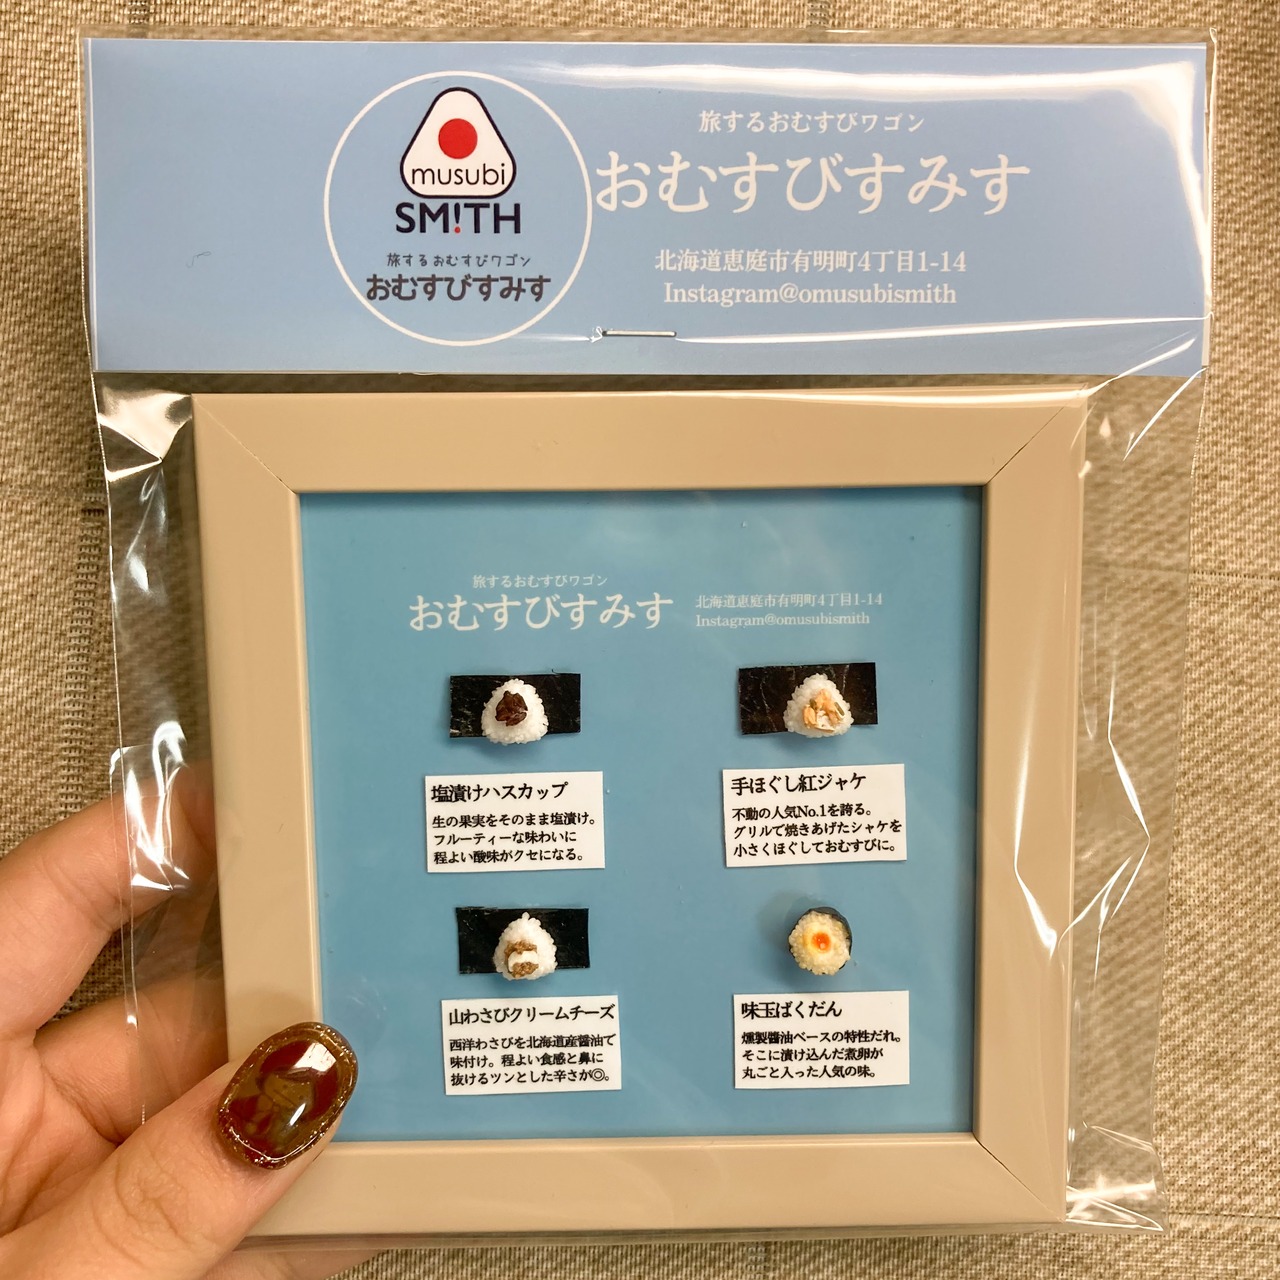 musubi
SM!TH
旅するおむすびワゴン
おむすびすみす
旅するおむすびワゴン
おむすびすみす
北海道恵庭市有明町4丁目1-14
Instagram@omusubismith
旅するおむすびワゴン
おむすびすみす
北海道恵庭市有明町4丁目1-14
Instagram@omusubismith
塩漬けハスカップ
生の果実をそのまま塩漬け。
フルーティーな味わいに
程よい酸味がクセになる。
手ほぐし紅ジャケ
不動の人気No.1を誇る。
グリルで焼きあげたシャケを
小さくほぐしておむすびに。
山わさびクリームチーズ
西洋わさびを北海道産醤油で
味付け。程よい食感と鼻に
抜けるツンとした辛さが◎。
味玉ばくだん
燻製醬油ベースの特性だれ。
そこに漬け込んだ煮卵が
丸ごと入った人気の味。